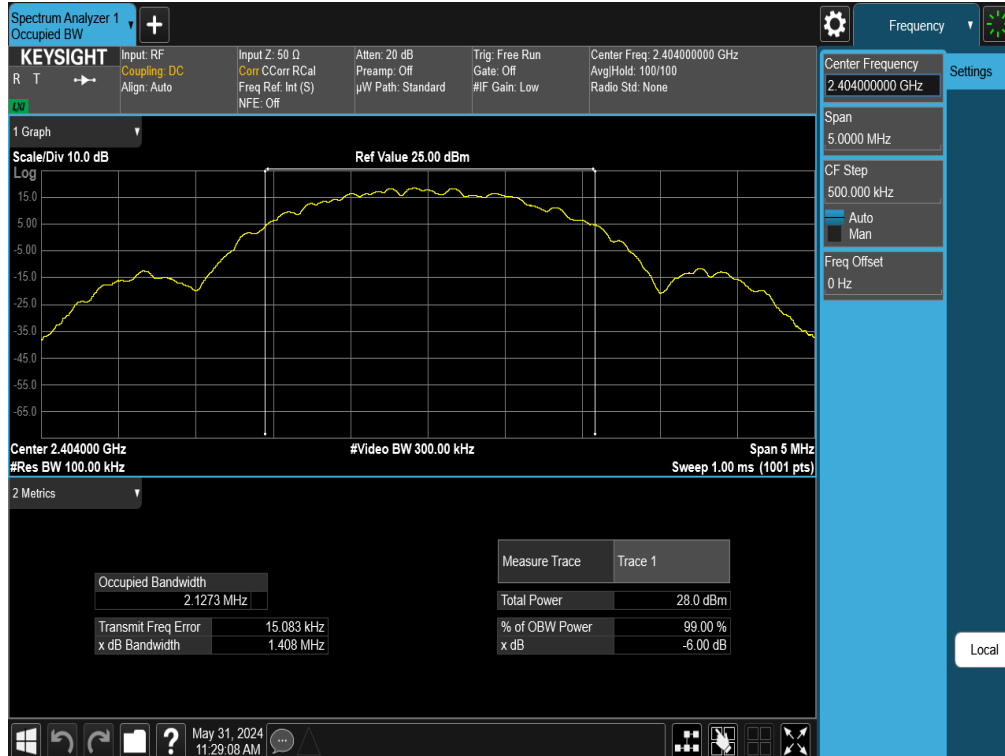 Spectrum Analyzer 1
Occupied BW
+
Frequency
KEYSIGHT
R T
LXI
Input: RF
Coupling: DC
Align: Auto
Input Z: 50 Ω
Corr CCorr RCal
Freq Ref: Int (S)
NFE: Off
Atten: 20 dB
Preamp: Off
µW Path: Standard
Trig: Free Run
Gate: Off
#IF Gain: Low
Center Freq: 2.404000000 GHz
Avg|Hold: 100/100
Radio Std: None
Center Frequency
2.404000000 GHz
Settings
Span
5.0000 MHz
CF Step
500.000 kHz
Auto
Man
Freq Offset
0 Hz
1 Graph
Scale/Div 10.0 dB
Ref Value 25.00 dBm
Log
15.0
5.00
-5.00
-15.0
-25.0
-35.0
-45.0
-55.0
-65.0
Center 2.404000 GHz
#Video BW 300.00 kHz
Span 5 MHz
#Res BW 100.00 kHz
Sweep 1.00 ms (1001 pts)
2 Metrics
Measure Trace Trace 1
Occupied Bandwidth
2.1273 MHz
Total Power 28.0 dBm
Transmit Freq Error 15.083 kHz
% of OBW Power 99.00 %
x dB Bandwidth 1.408 MHz
x dB -6.00 dB
Local
?
May 31, 2024
11:29:08 AM